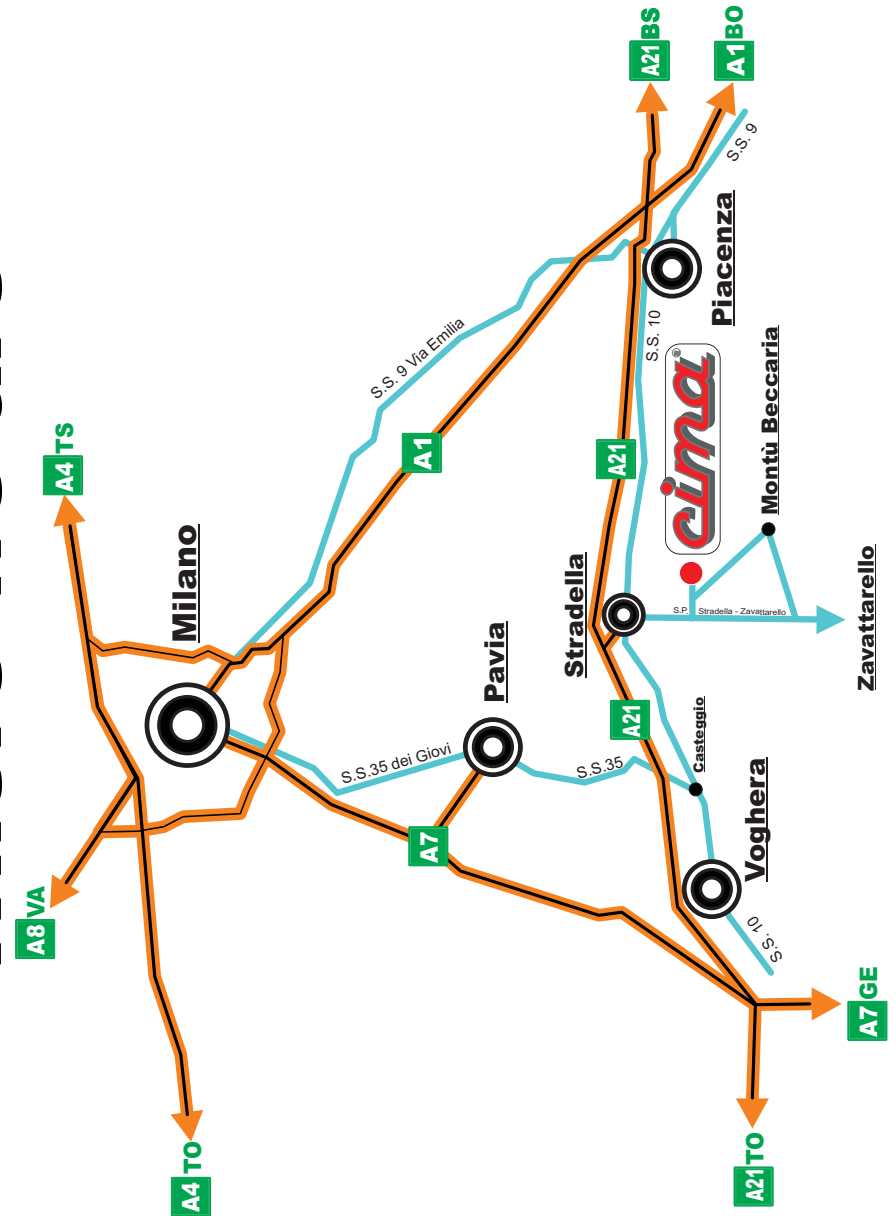 A8 VA
A4 TS
A4 TO
Milano
S.S. 9 Via Emilia
A1
S.S.35 dei Giovi
Pavia
A7
S.S.35
Stradella
A21
A21
A21 BS
A1 BO
S.S. 9
S.S. 10
Piacenza
cima®
Casteggio
Voghera
S.S. 10
S.P. Stradella - Zavattarello
Montù Beccaria
Zavattarello
A21 TO
A7 GE